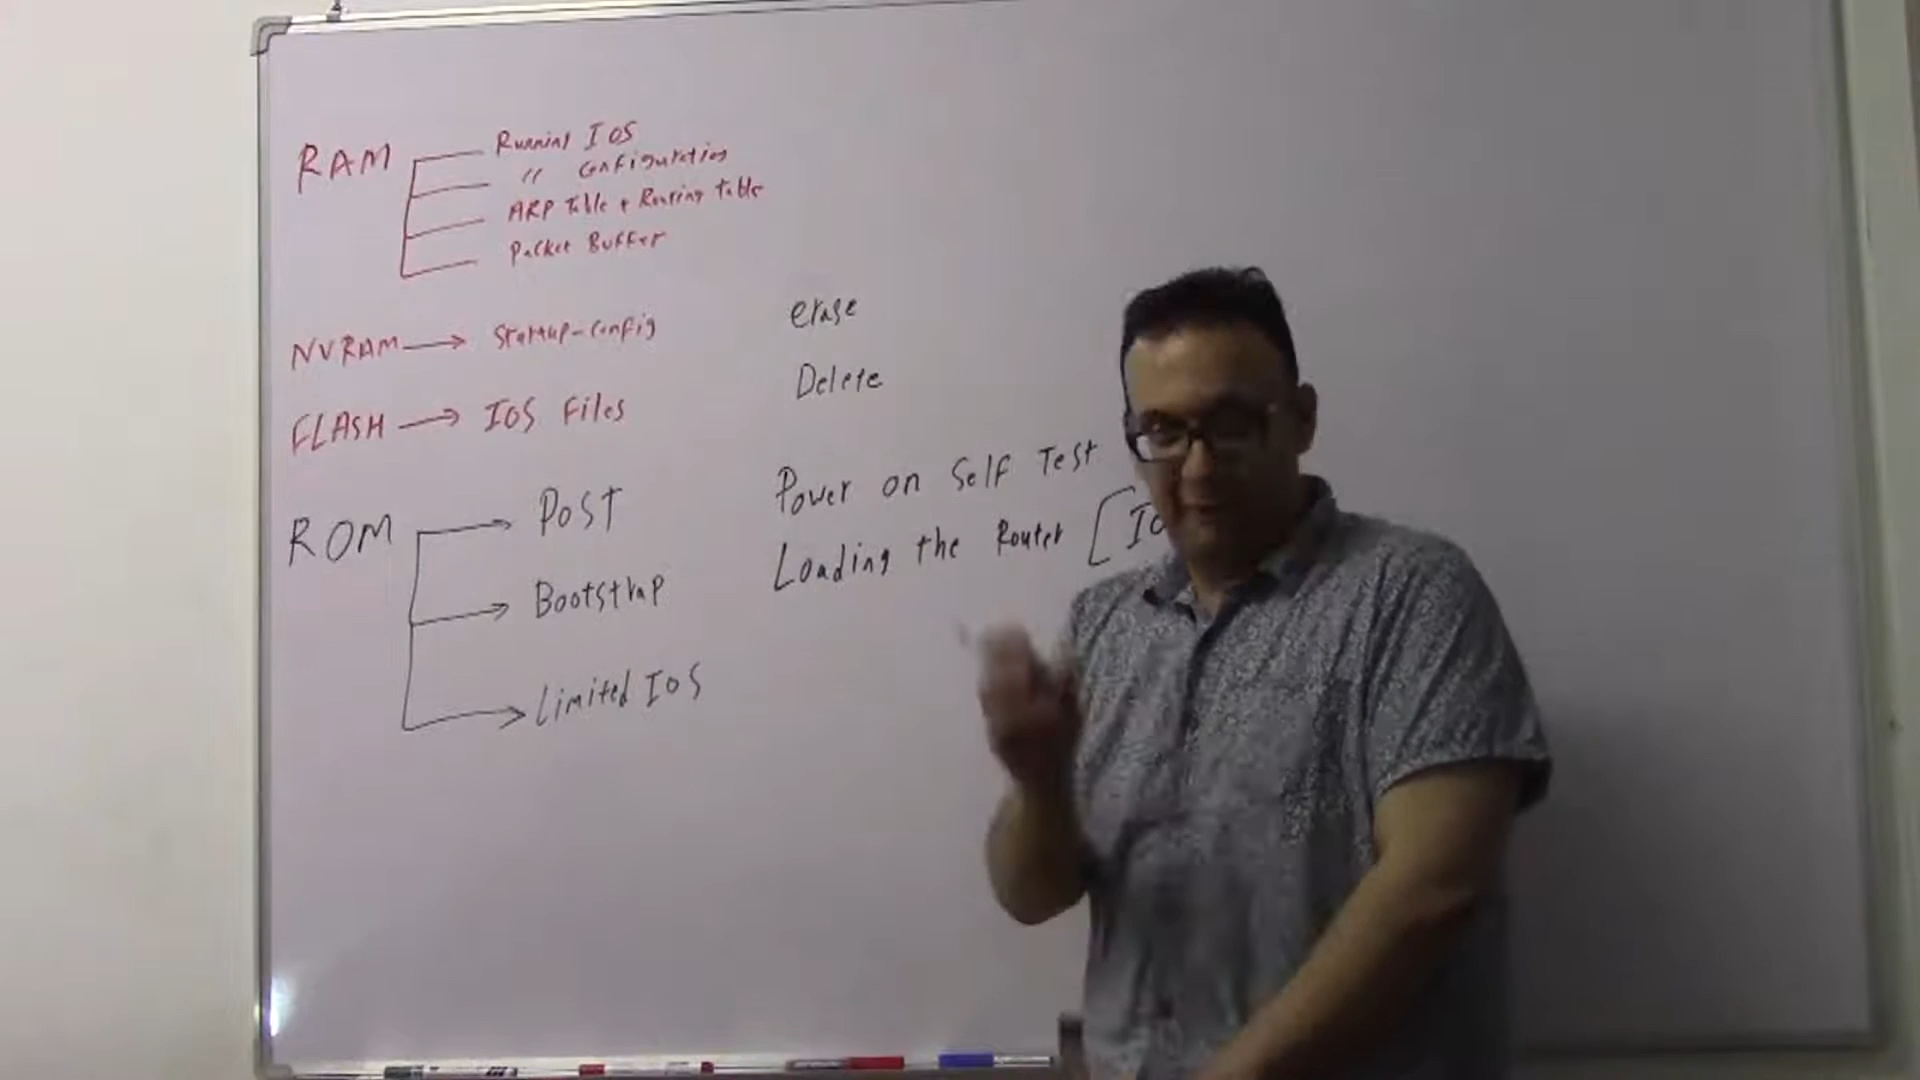 RAM
Running IOS
" Configuration
ARP Table + Routing table
Packet Buffer
NVRAM → Startup-Config
erase
FLASH → IOS Files
Delete
ROM
→ POST
Power on Self Test
→ Bootstrap
Loading the Router [IO
→ Limited IOS